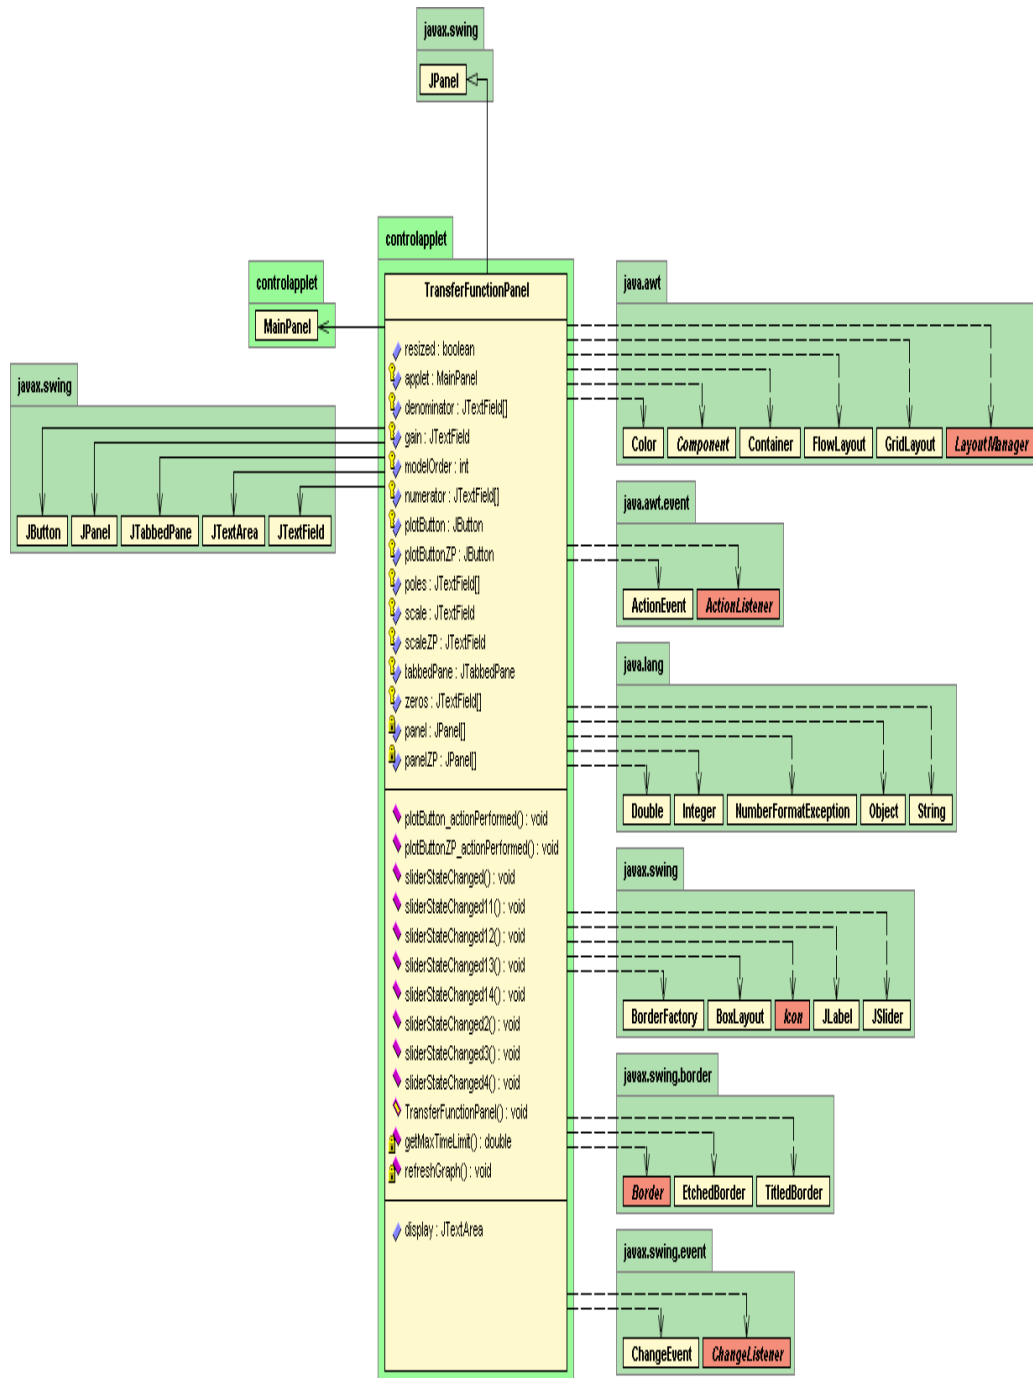 javax.swing
JPanel
controlapplet
MainPanel
javax.swing
JButton
JPanel
JTabbedPane
JTextArea
JTextField
controlapplet
TransferFunctionPanel
resized : boolean
applet : MainPanel
denominator : JTextField[]
gain : JTextField
modelOrder : int
numerator : JTextField[]
plotButton : JButton
plotButtonZP : JButton
poles : JTextField[]
scale : JTextField
scaleZP : JTextField
tabbedPane : JTabbedPane
zeros : JTextField[]
panel : JPanel[]
panelZP : JPanel[]
plotButton_actionPerformed() : void
plotButtonZP_actionPerformed() : void
sliderStateChanged() : void
sliderStateChanged11() : void
sliderStateChanged12() : void
sliderStateChanged13() : void
sliderStateChanged14() : void
sliderStateChanged2() : void
sliderStateChanged3() : void
sliderStateChanged4() : void
TransferFunctionPanel() : void
getMaxTimeLimit() : double
refreshGraph() : void
display : JTextArea
java.awt
Color
Component
Container
FlowLayout
GridLayout
LayoutManager
java.awt.event
ActionEvent
ActionListener
java.lang
Double
Integer
NumberFormatException
Object
String
javax.swing
BorderFactory
BoxLayout
Icon
JLabel
JSlider
javax.swing.border
Border
EtchedBorder
TitledBorder
javax.swing.event
ChangeEvent
ChangeListener